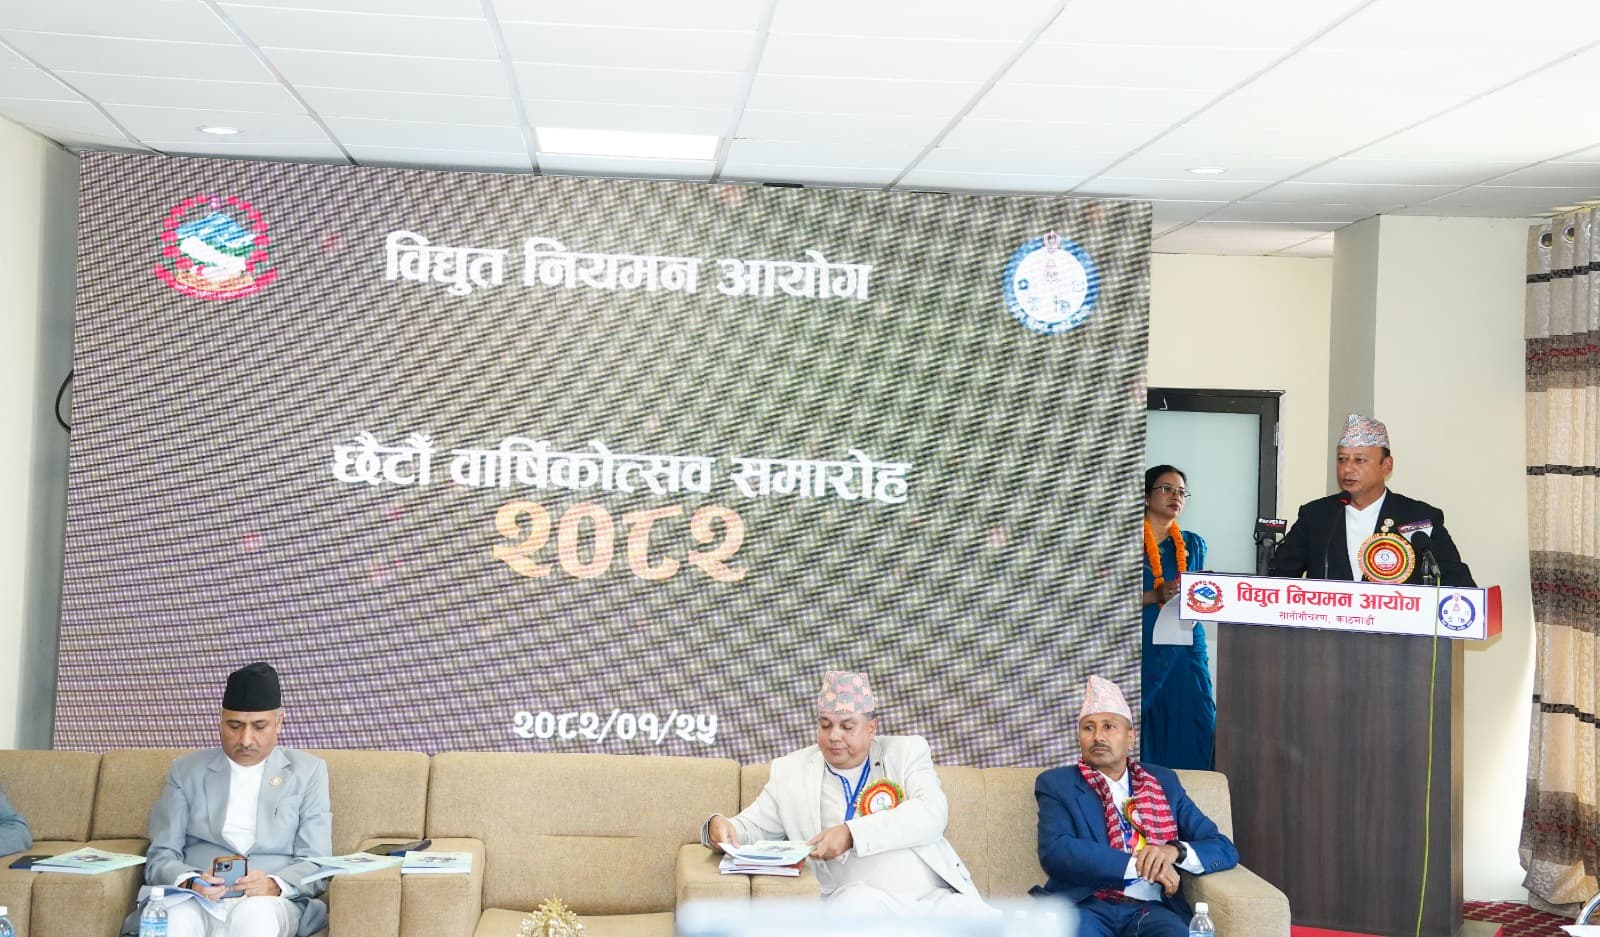 विद्युत नियमन आयोग
छैटौं वार्षिकोत्सव समारोह
२०८२
२०८२/०१/२५
विद्युत नियमन आयोग
सानोगौचरण, काठमाडौं